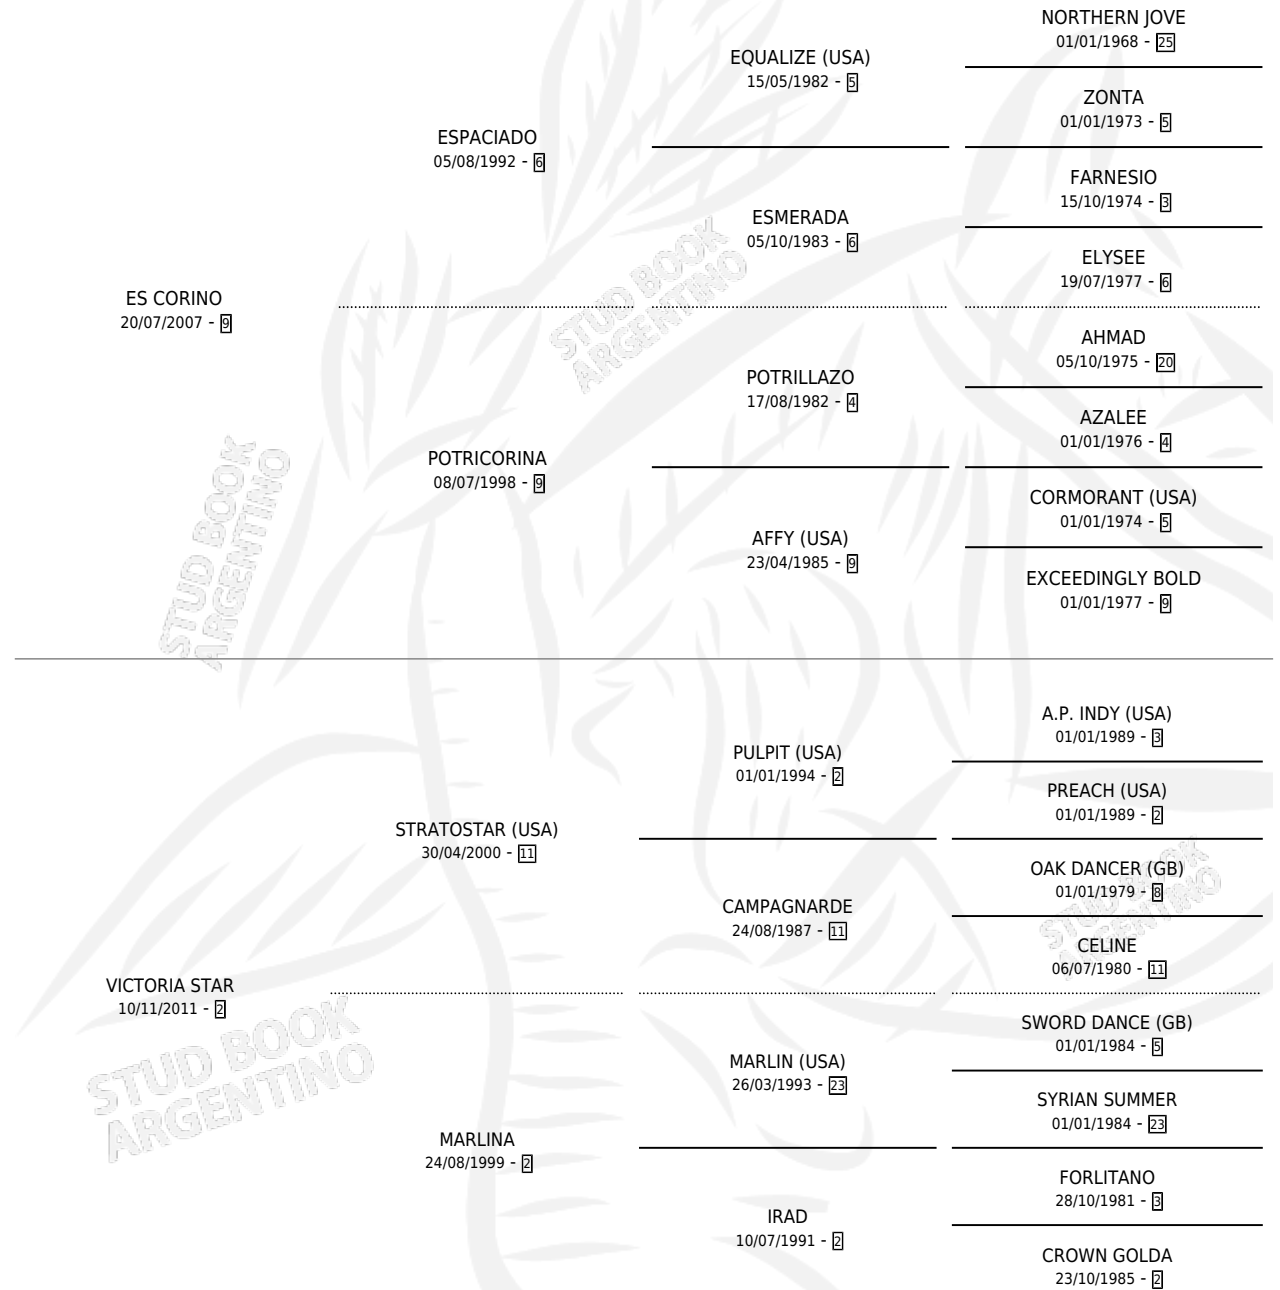 NORTHERN JOVE
01/01/1968 - 25
EQUALIZE (USA)
15/05/1982 - 5
ZONTA
01/01/1973 - 5
ESPACIADO
05/08/1992 - 6
FARNESIO
15/10/1974 - 3
ESMERADA
05/10/1983 - 6
ELYSEE
19/07/1977 - 6
ES CORINO
20/07/2007 - 9
AHMAD
05/10/1975 - 20
POTRILLAZO
17/08/1982 - 4
AZALEE
01/01/1976 - 4
POTRICORINA
08/07/1998 - 9
CORMORANT (USA)
01/01/1974 - 5
AFFY (USA)
23/04/1985 - 9
EXCEEDINGLY BOLD
01/01/1977 - 9
A.P. INDY (USA)
01/01/1989 - 3
PULPIT (USA)
01/01/1994 - 2
PREACH (USA)
01/01/1989 - 2
STRATOSTAR (USA)
30/04/2000 - 11
OAK DANCER (GB)
01/01/1979 - 8
CAMPAGNARDE
24/08/1987 - 11
CELINE
06/07/1980 - 11
VICTORIA STAR
10/11/2011 - 2
SWORD DANCE (GB)
01/01/1984 - 5
MARLIN (USA)
26/03/1993 - 23
SYRIAN SUMMER
01/01/1984 - 23
MARLINA
24/08/1999 - 2
FORLITANO
28/10/1981 - 3
IRAD
10/07/1991 - 2
CROWN GOLDA
23/10/1985 - 2
STUD BOOK
ARGENTINO
STUD BOOK
ARGENTINO
STUD BOOK
ARGENTINO
STUD BOOK
ARGENTINO